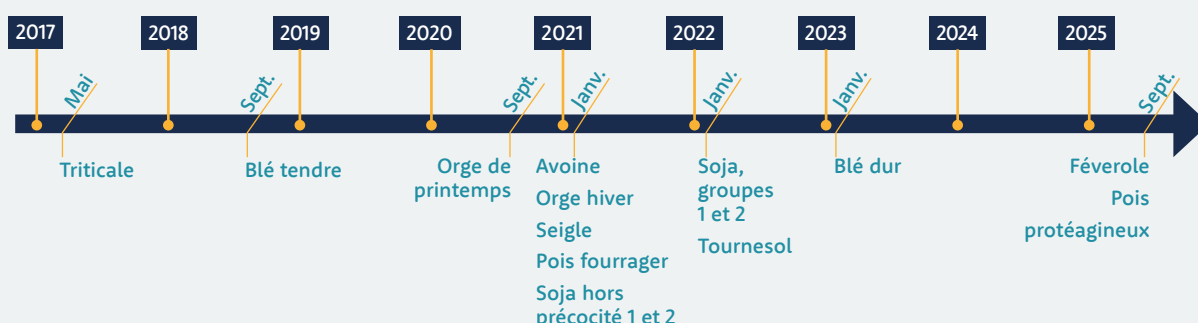 2017
2018
2019
2020
2021
2022
2023
2024
2025
Mai
Sept.
Sept.
Janv.
Janv.
Janv.
Sept.
Triticale
Blé tendre
Orge de
printemps
Avoine
Orge hiver
Seigle
Pois fourrager
Soja hors
précocité 1 et 2
Soja,
groupes
1 et 2
Tournesol
Blé dur
Féverole
Pois
protéagineux